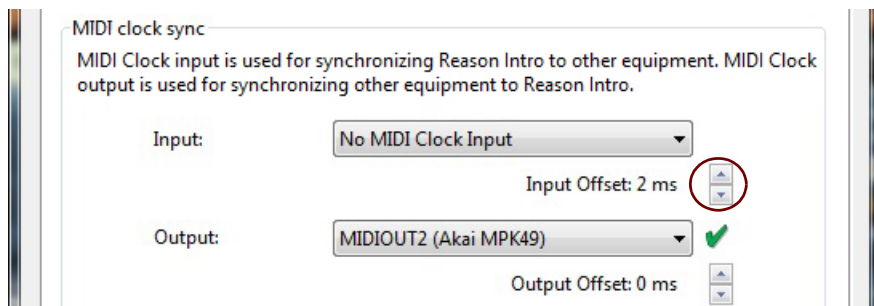 MIDI clock sync
MIDI Clock input is used for synchronizing Reason Intro to other equipment. MIDI Clock
output is used for synchronizing other equipment to Reason Intro.
Input: No MIDI Clock Input
Input Offset: 2 ms
Output: MIDIOUT2 (Akai MPK49)
Output Offset: 0 ms